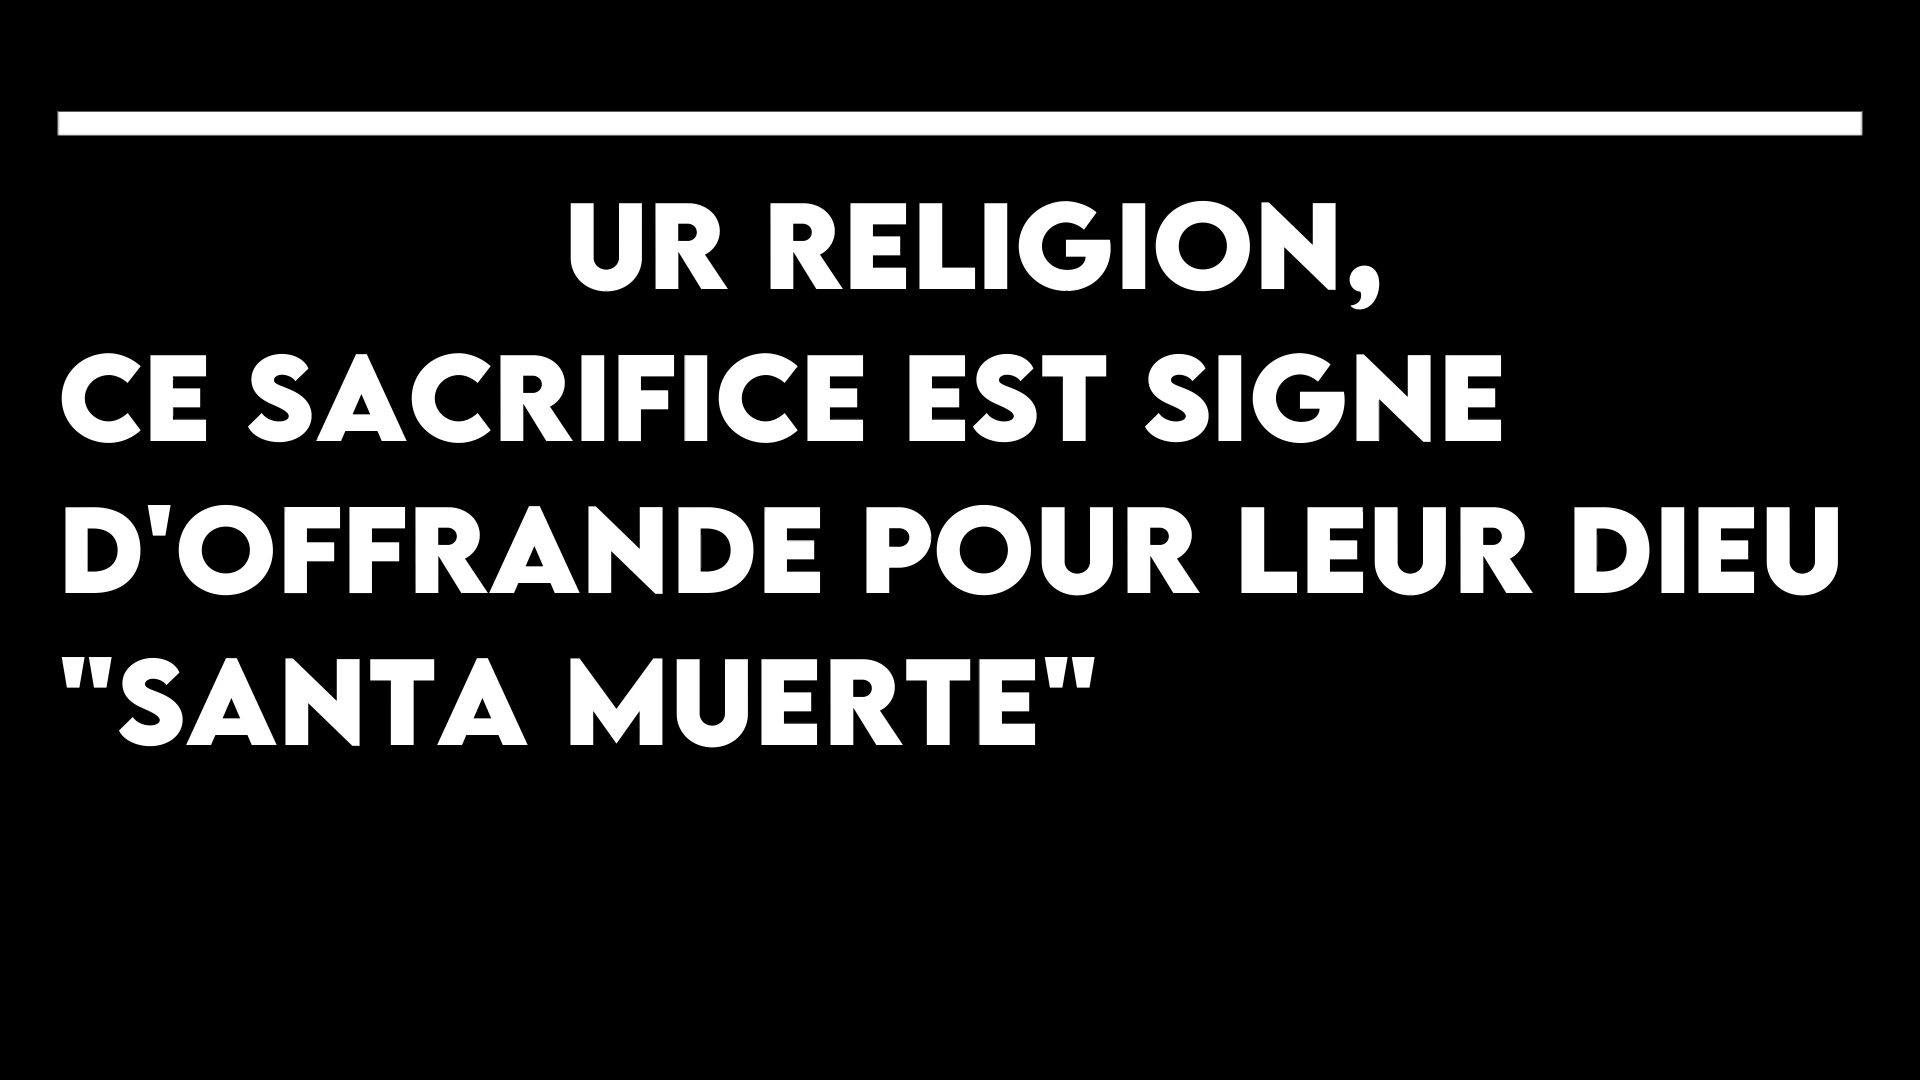 UR RELIGION,
CE SACRIFICE EST SIGNE
D'OFFRANDE POUR LEUR DIEU
"SANTA MUERTE"